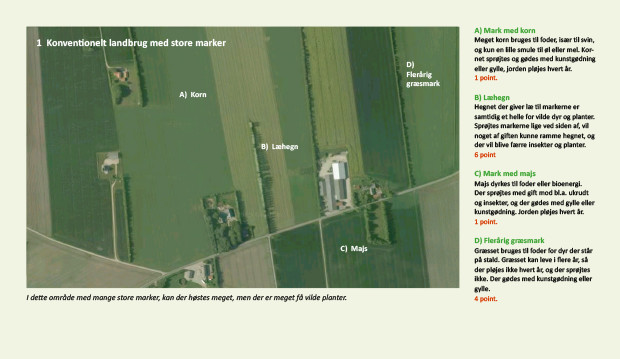 1 Konventionelt landbrug med store marker
A) Korn
B) Læhegn
C) Majs
D)
Flerårig
græsmark
I dette område med mange store marker, kan der høstes meget, men der er meget få vilde planter.
A) Mark med korn
Meget korn bruges til foder, især til svin,
og kun en lille smule til øl eller mel. Kor-
net sprøjtes og gødes med kunstgødning
eller gylle, jorden pløjes hvert år.
1 point.
B) Læhegn
Hegnet der giver læ til markerne er
samtidig et helle for vilde dyr og planter.
Sprøjtes markerne lige ved siden af, vil
noget af giften kunne ramme hegnet, og
der vil blive færre insekter og planter.
6 point
C) Mark med majs
Majs dyrkes til foder eller bioenergi.
Der sprøjtes med gift mod bl.a. ukrudt
og insekter, og der gødes med gylle eller
kunstgødning. Jorden pløjes hvert år.
1 point.
D) Flerårig græsmark
Græsset bruges til foder for dyr der står
på stald. Græsset kan leve i flere år, så
der pløjes ikke hvert år, og der sprøjtes
ikke. Der gødes med kunstgødning eller
gylle.
4 point.